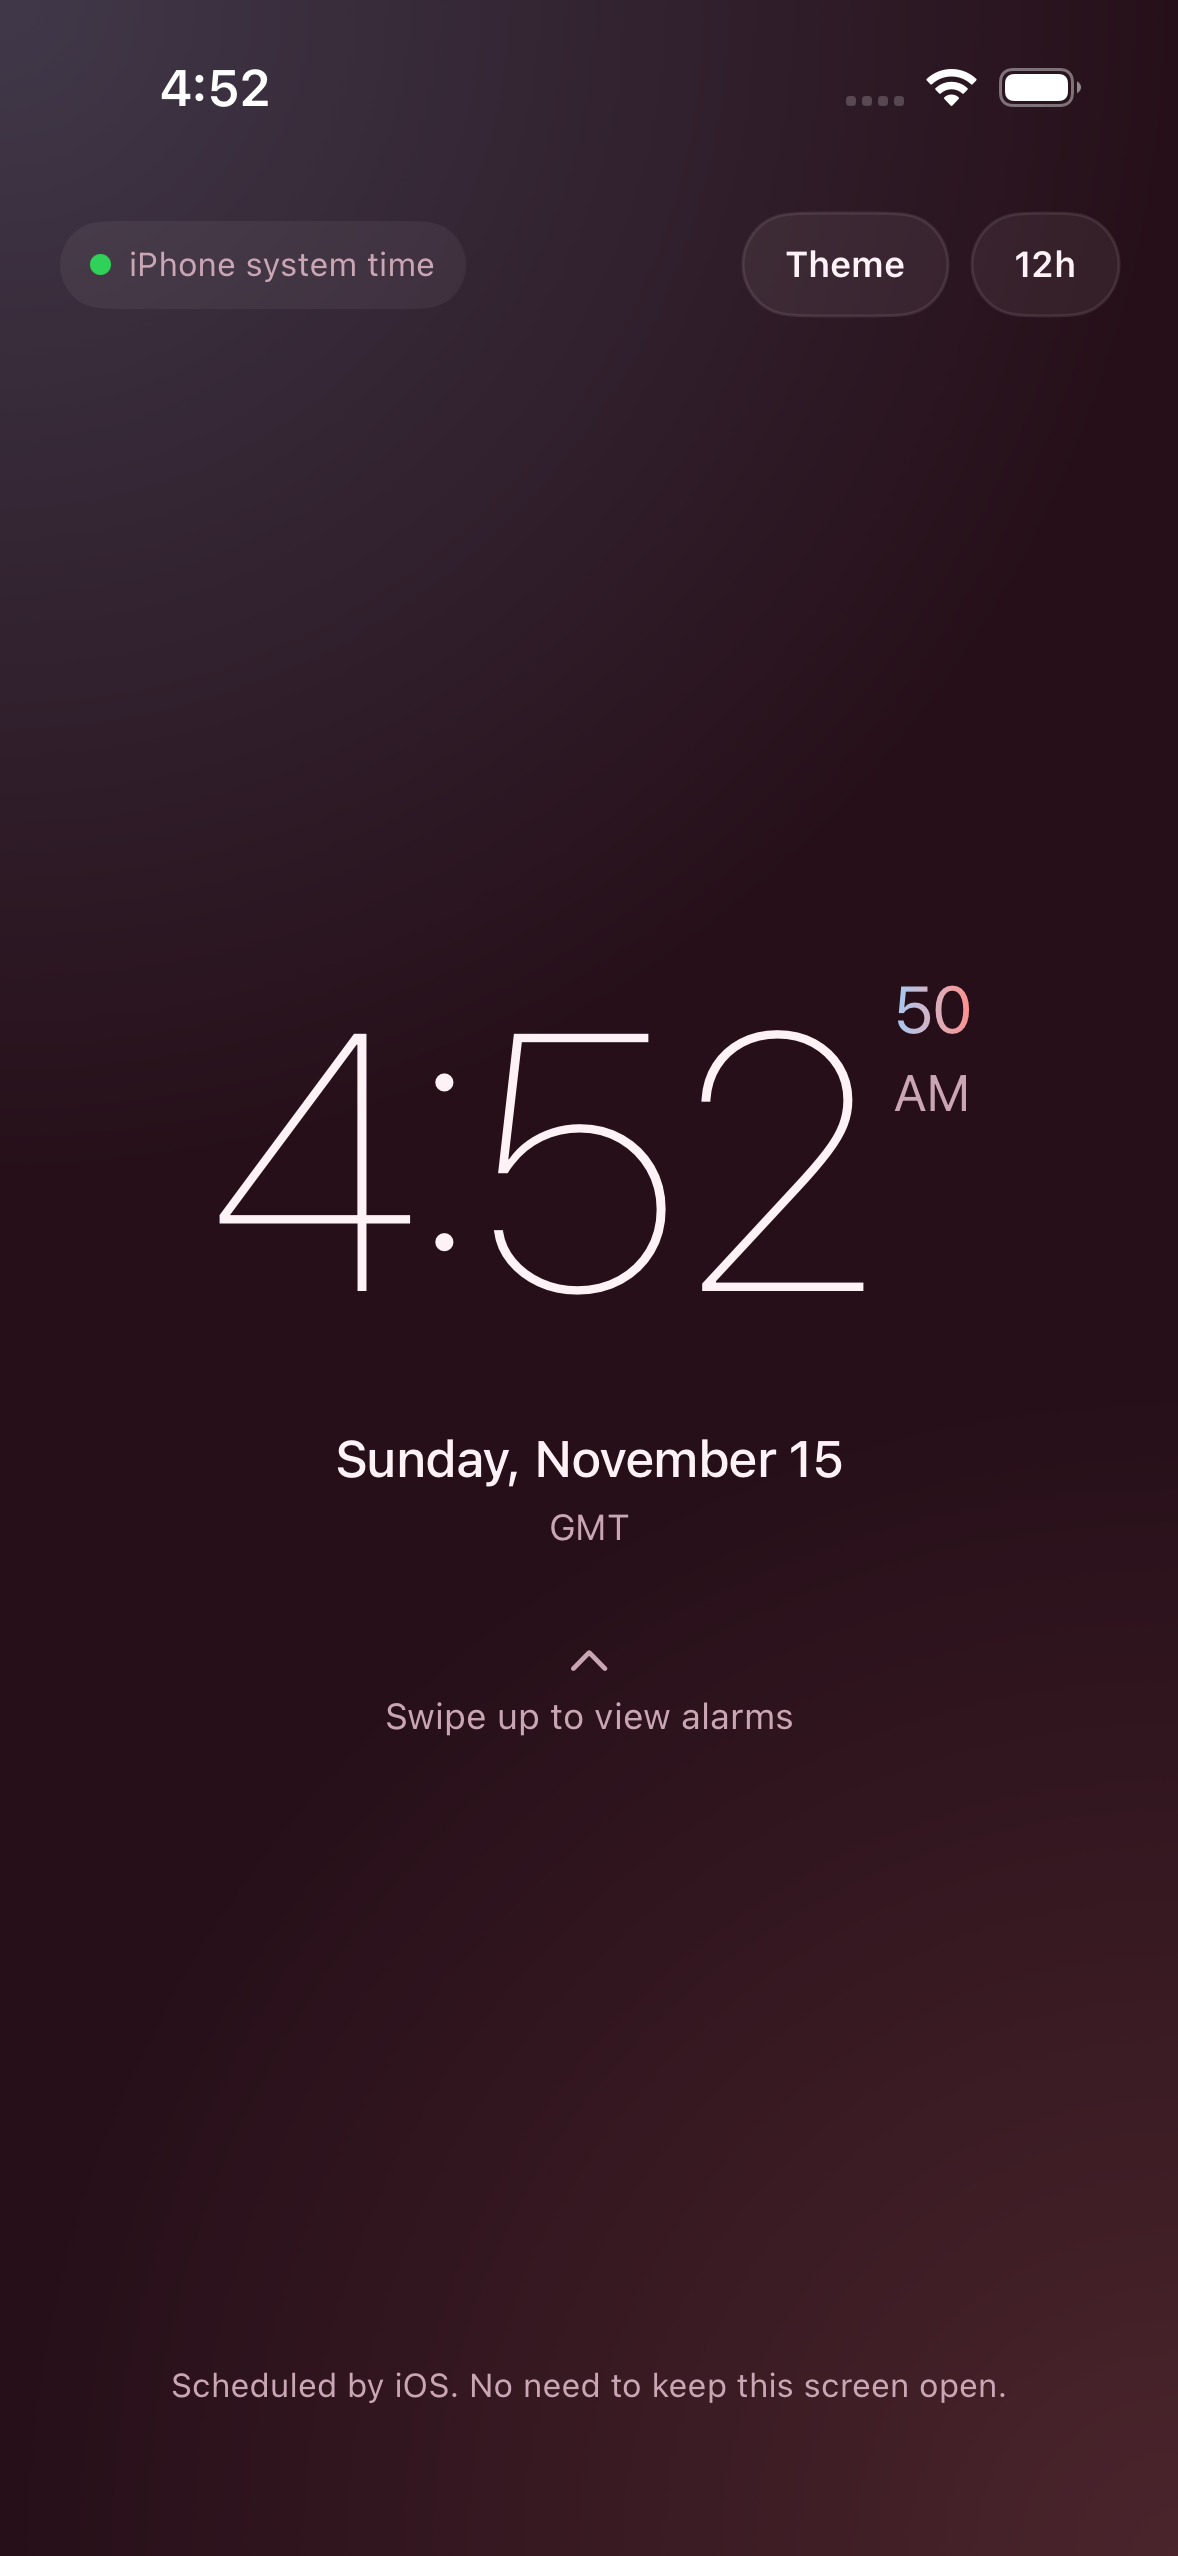 4:52
iPhone system time
Theme
12h
4:52
50
AM
Sunday, November 15
GMT
Swipe up to view alarms
Scheduled by iOS. No need to keep this screen open.